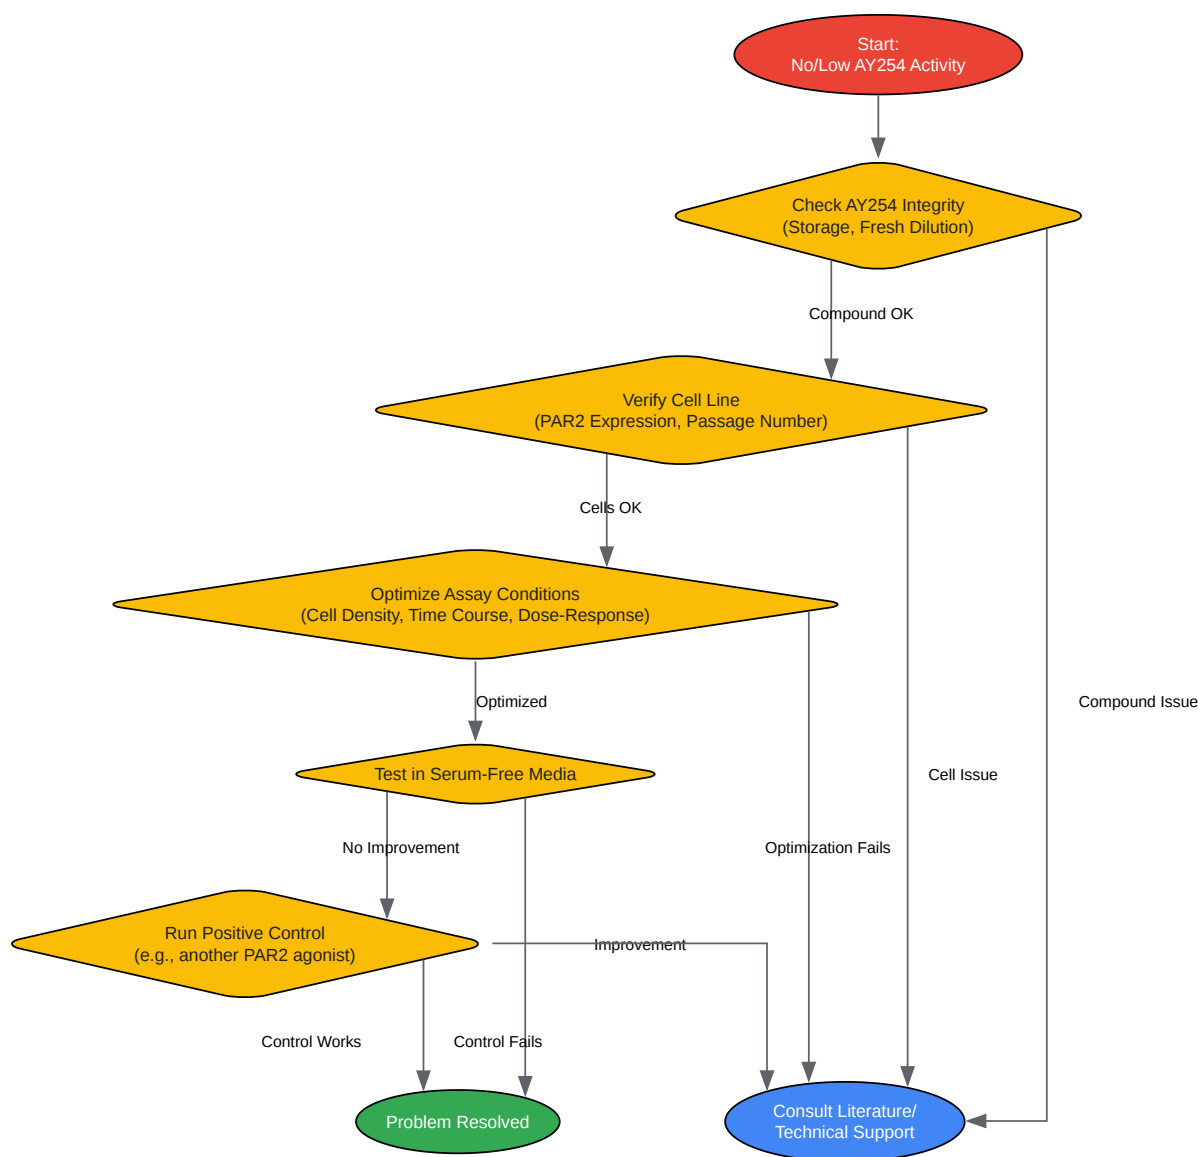 Start:
No/Low AY254 Activity
Check AY254 Integrity
(Storage, Fresh Dilution)
Compound OK
Verify Cell Line
(PAR2 Expression, Passage Number)
Cells OK
Optimize Assay Conditions
(Cell Density, Time Course, Dose-Response)
Optimized
Compound Issue
Test in Serum-Free Media
Cell Issue
No Improvement
Optimization Fails
Run Positive Control
(e.g., another PAR2 agonist)
Improvement
Control Works
Control Fails
Problem Resolved
Consult Literature/
Technical Support